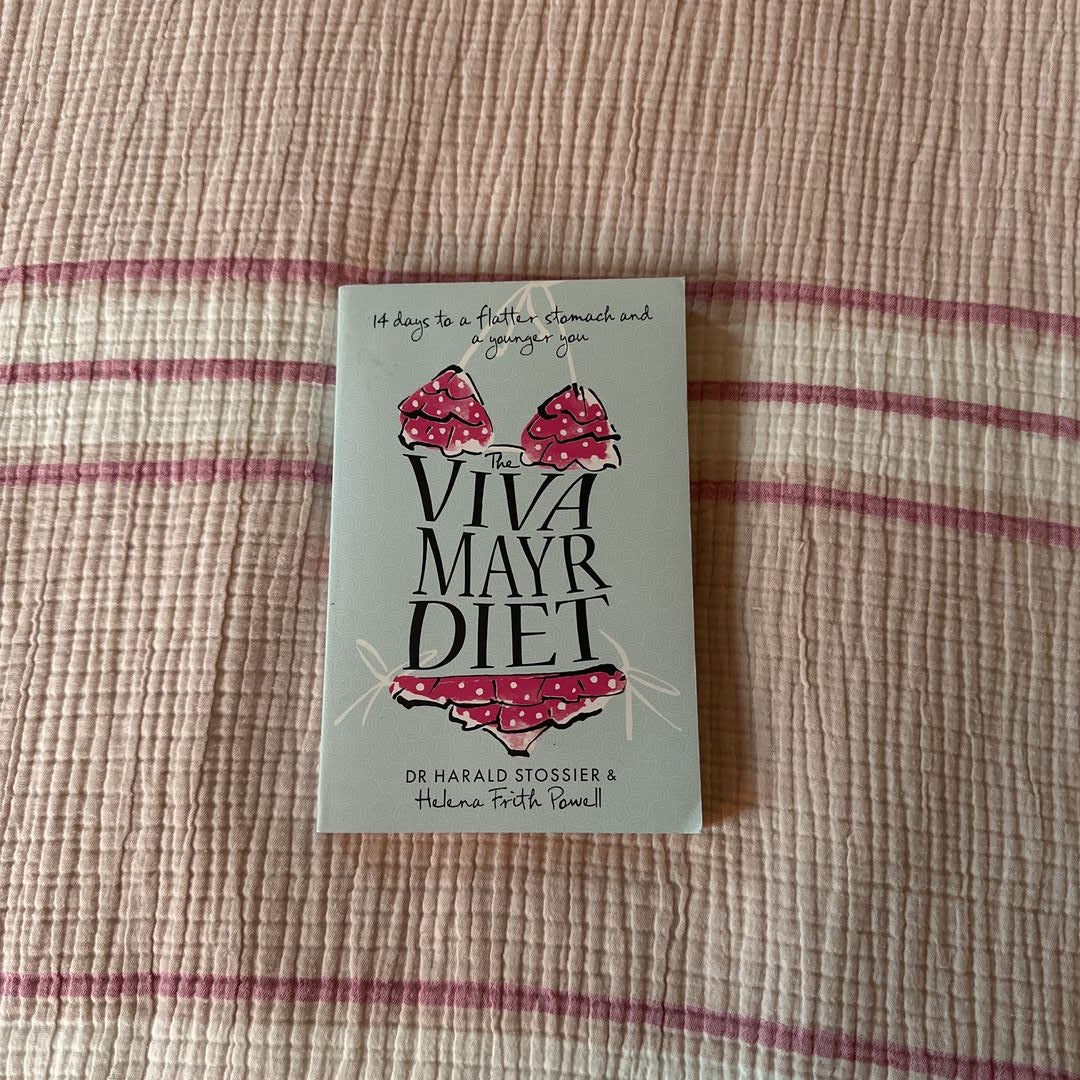 14 days to a flatter stomach and
a younger you
The
VIVA
MAYR
DIET
DR HARALD STOSSIER &
Helena Frith Powell